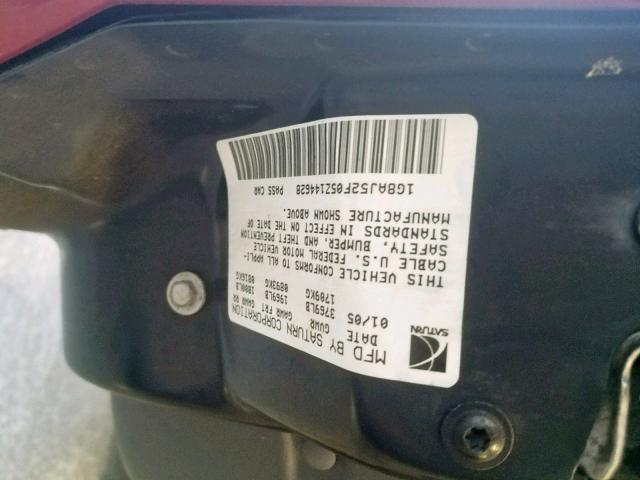 SATURN
MFD BY SATURN CORPORATION
DATE GVWR GAWR FRT GAWR RR
01/05 3769LB 1969LB 1800LB
1709KG 0893KG 0816KG
THIS VEHICLE CONFORMS TO ALL APPLI-
CABLE U.S. FEDERAL MOTOR VEHICLE
SAFETY, BUMPER, AND THEFT PREVENTION
STANDARDS IN EFFECT ON THE DATE OF
MANUFACTURE SHOWN ABOVE.
1G8AJ52F05Z144628 PASS CAR